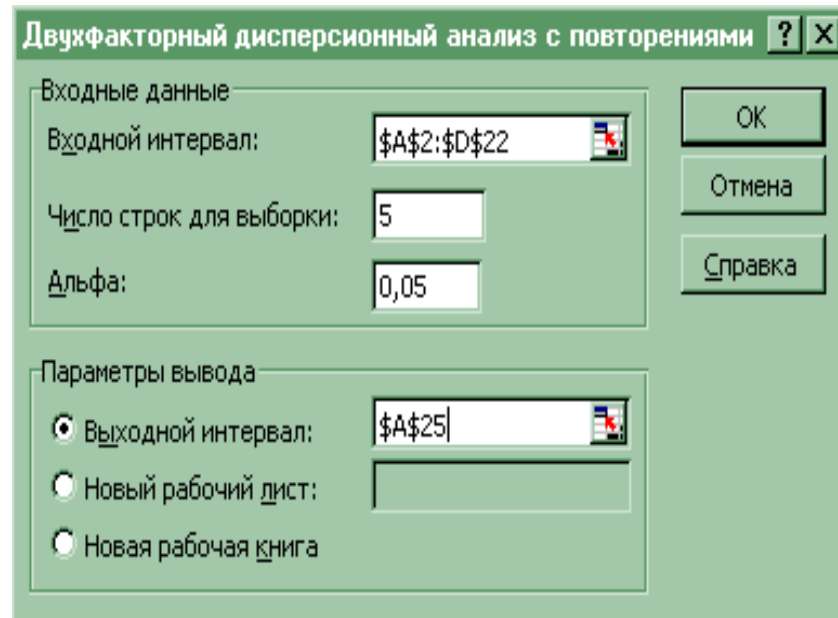 Двухфакторный дисперсионный анализ с повторениями ? X
Входные данные
Входной интервал: $A$2:$D$22
Число строк для выборки: 5
Альфа: 0,05
OK
Отмена
Справка
Параметры вывода
Выходной интервал: $A$25
Новый рабочий лист:
Новая рабочая книга